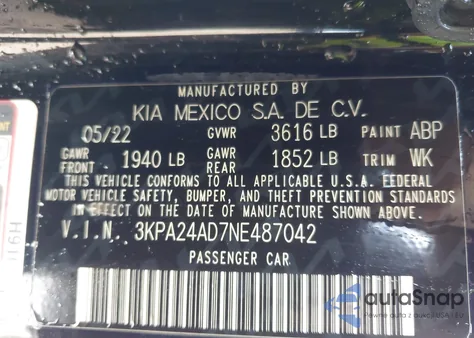 MANUFACTURED BY
KIA MEXICO S.A. DE C.V.
05/22 GVWR 3616 LB PAINT ABP
GAWR FRONT 1940 LB GAWR REAR 1852 LB TRIM WK
THIS VEHICLE CONFORMS TO ALL APPLICABLE U.S.A. FEDERAL
MOTOR VEHICLE SAFETY, BUMPER, AND THEFT PREVENTION STANDARDS
IN EFFECT ON THE DATE OF MANUFACTURE SHOWN ABOVE.
V.I.N. 3KPA24AD7NE487042
PASSENGER CAR
autoSnap